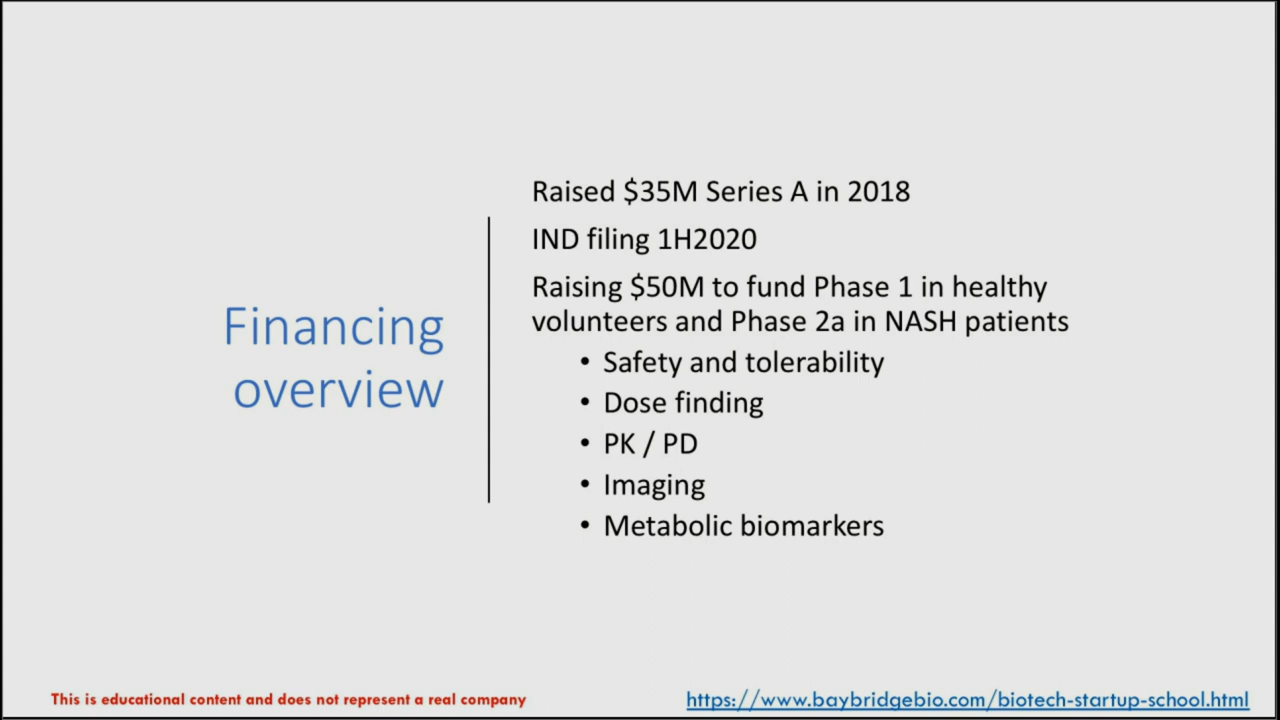 Financing
overview
Raised $35M Series A in 2018
IND filing 1H2020
Raising $50M to fund Phase 1 in healthy
volunteers and Phase 2a in NASH patients
• Safety and tolerability
• Dose finding
• PK / PD
• Imaging
• Metabolic biomarkers
This is educational content and does not represent a real company
https://www.baybridgebio.com/biotech-startup-school.html